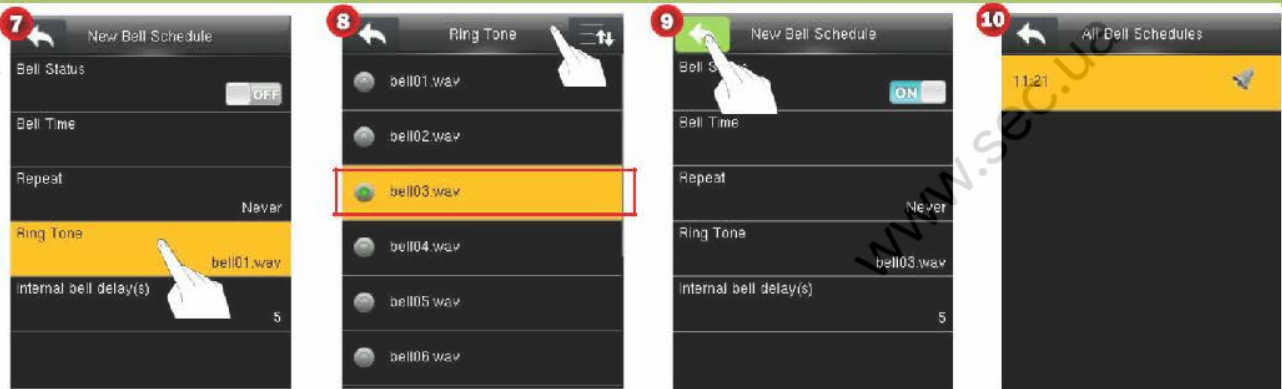 7
New Bell Schedule
Bell Status
OFF
Bell Time
Repeat
Never
Ring Tone
bell01.wav
Internal bell delay(s)
5
8
Ring Tone
bell01.wav
bell02.wav
bell03.wav
bell04.wav
bell05.wav
bell06.wav
9
New Bell Schedule
Bell
ON
Bell Time
Repeat
Never
Ring Tone
bell03.wav
Internal bell delay(s)
5
10
All Bell Schedules
11:21
www.sec.ua